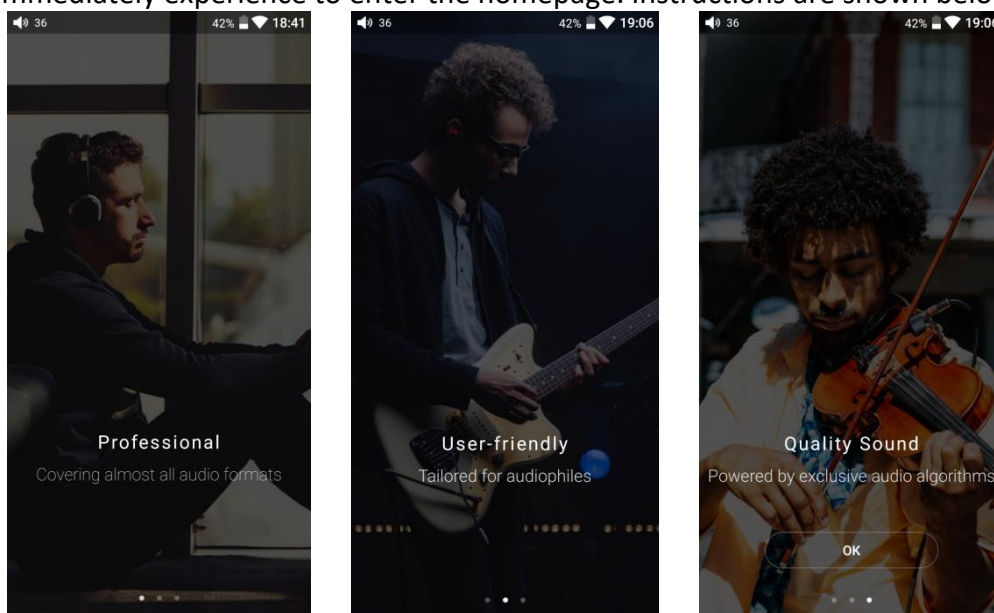 immediately experience to enter the homepage. Instructions are shown belo
36 42% 18:41
Professional
Covering almost all audio formats
36 42% 19:06
User-friendly
Tailored for audiophiles
36 42% 19:06
Quality Sound
Powered by exclusive audio algorithms
OK